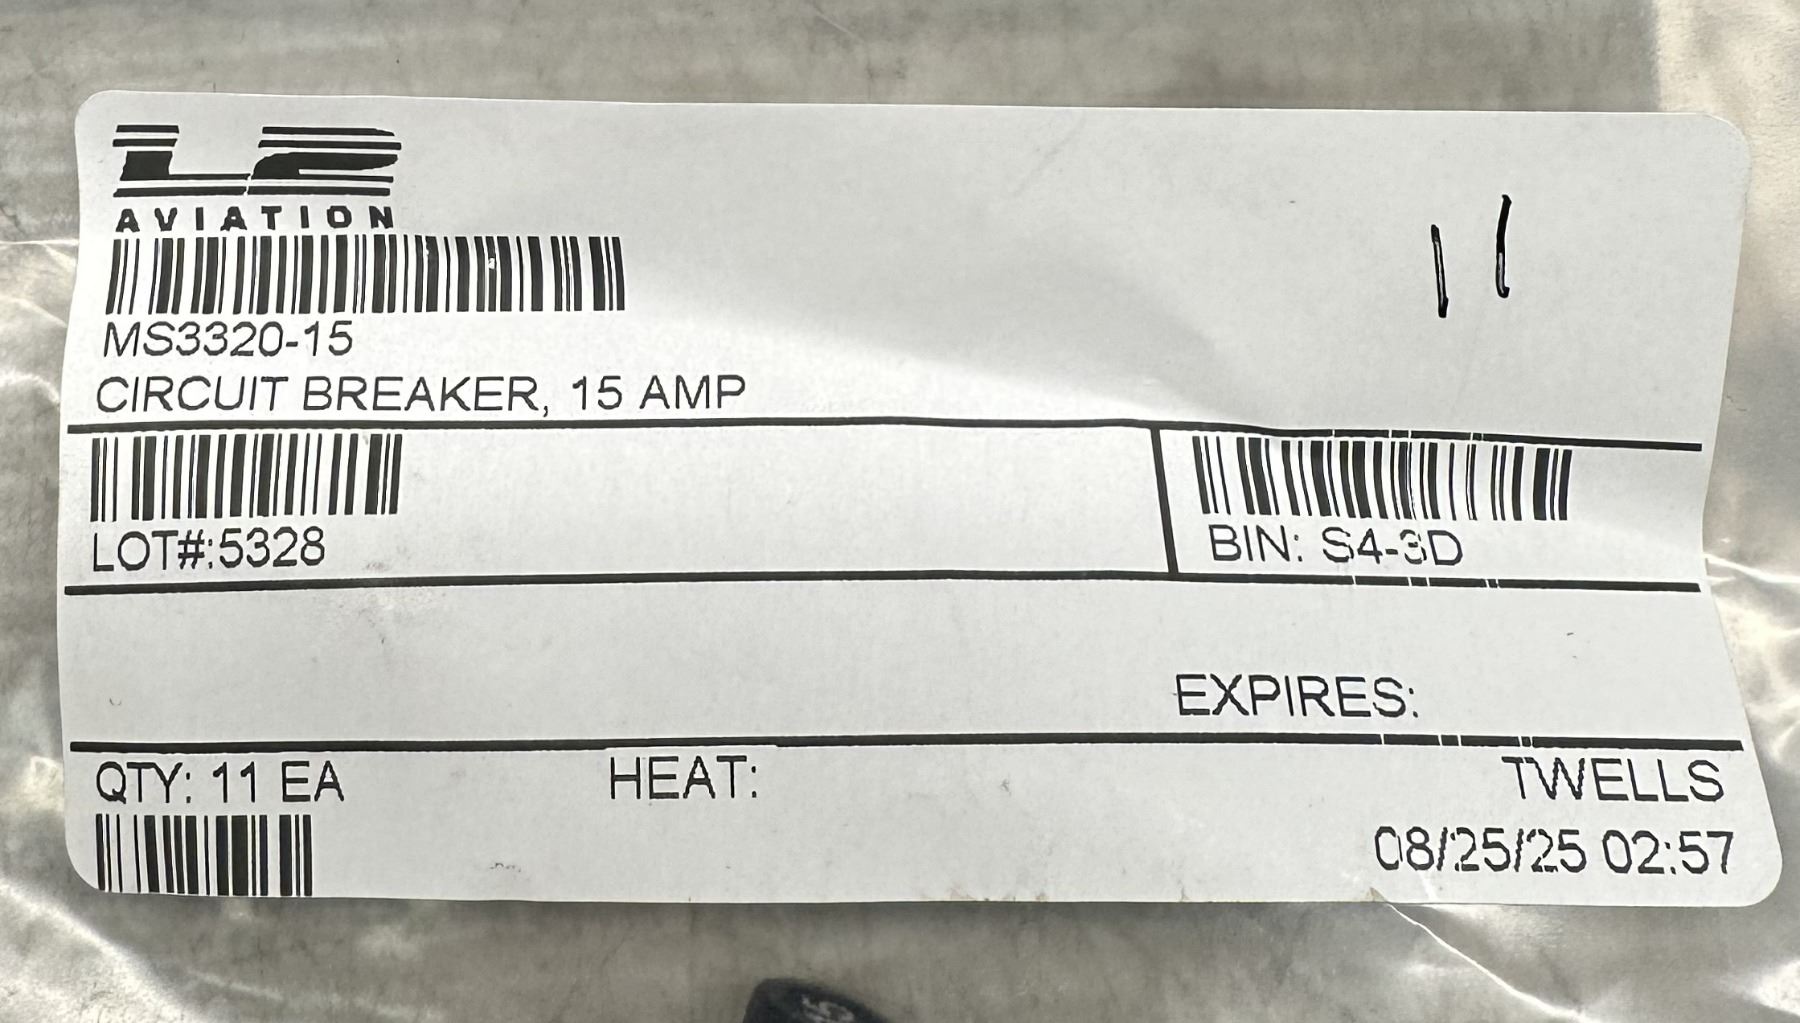 L2
AVIATION
11
MS3320-15
CIRCUIT BREAKER, 15 AMP
LOT#:5328
BIN: S4-3D
EXPIRES:
QTY: 11 EA
HEAT:
TWELLS
08/25/25 02:57